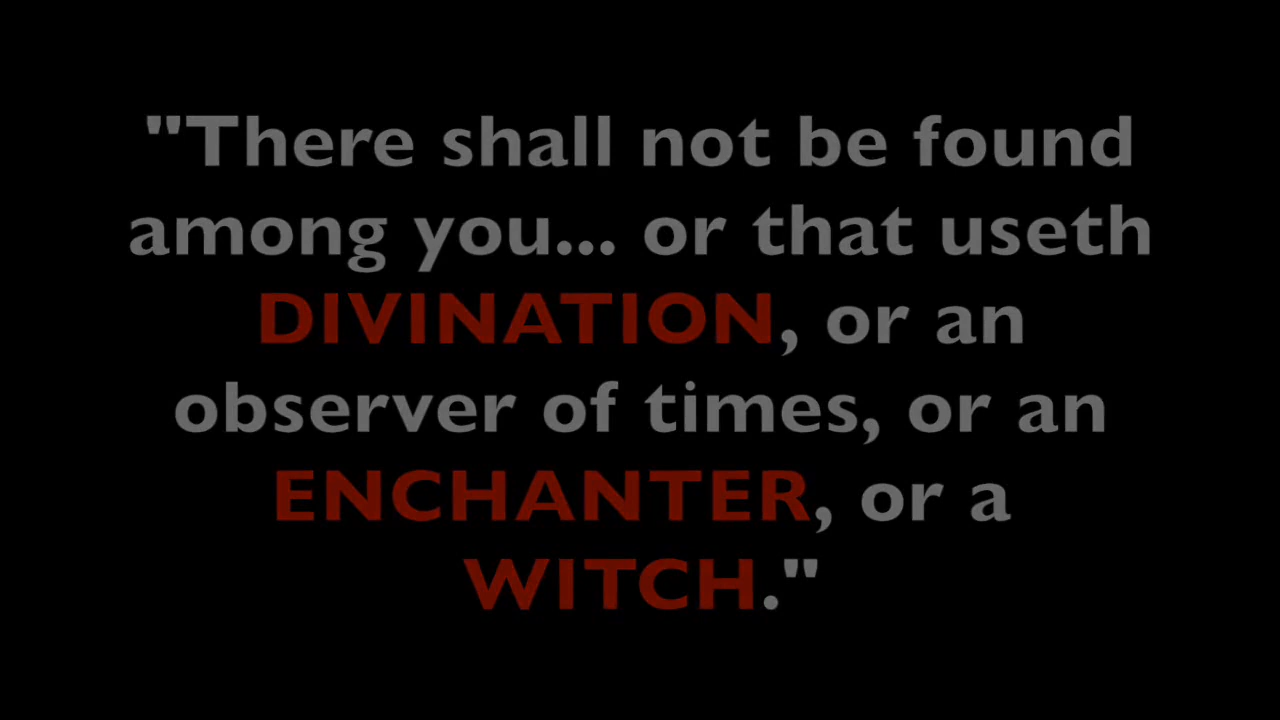 "There shall not be found
among you... or that useth
DIVINATION, or an
observer of times, or an
ENCHANTER, or a
WITCH."